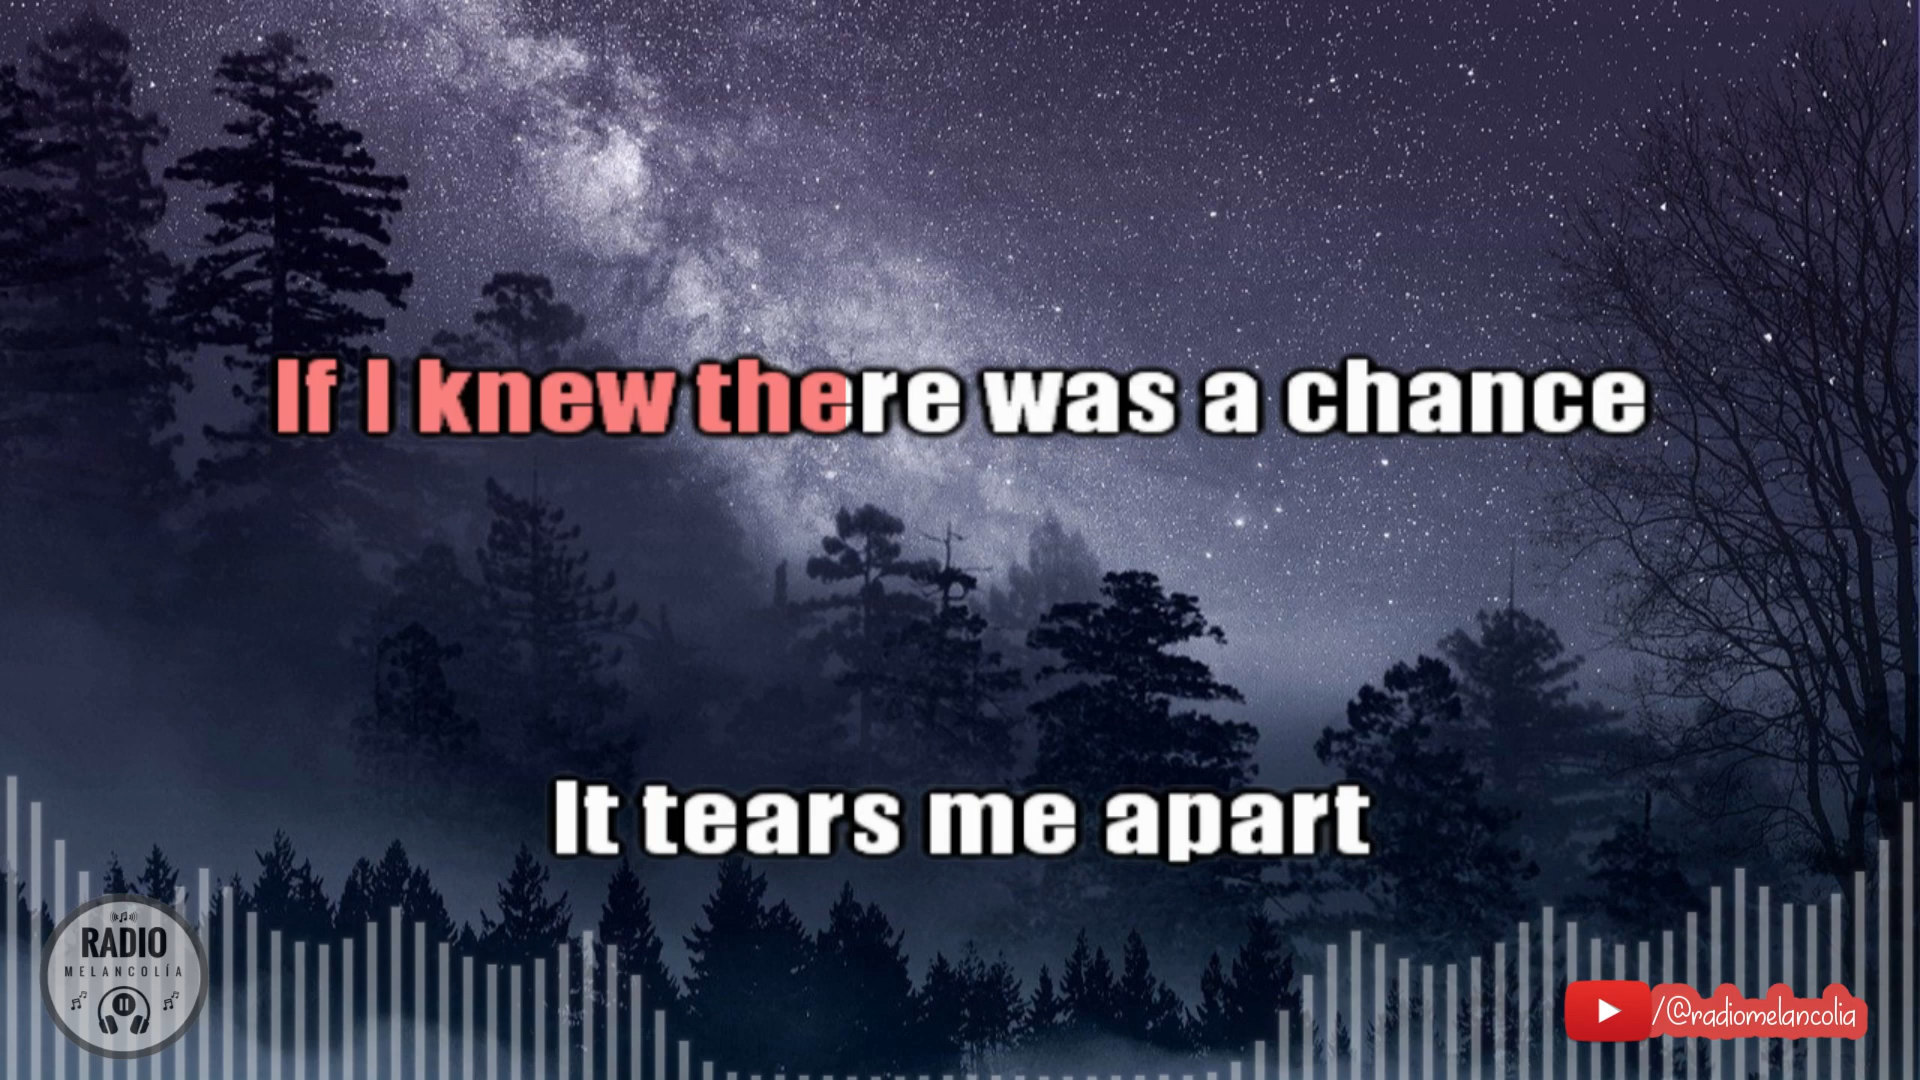 If I knew there was a chance
It tears me apart
RADIO
MELANCOLÍA
/@radiomelancolia